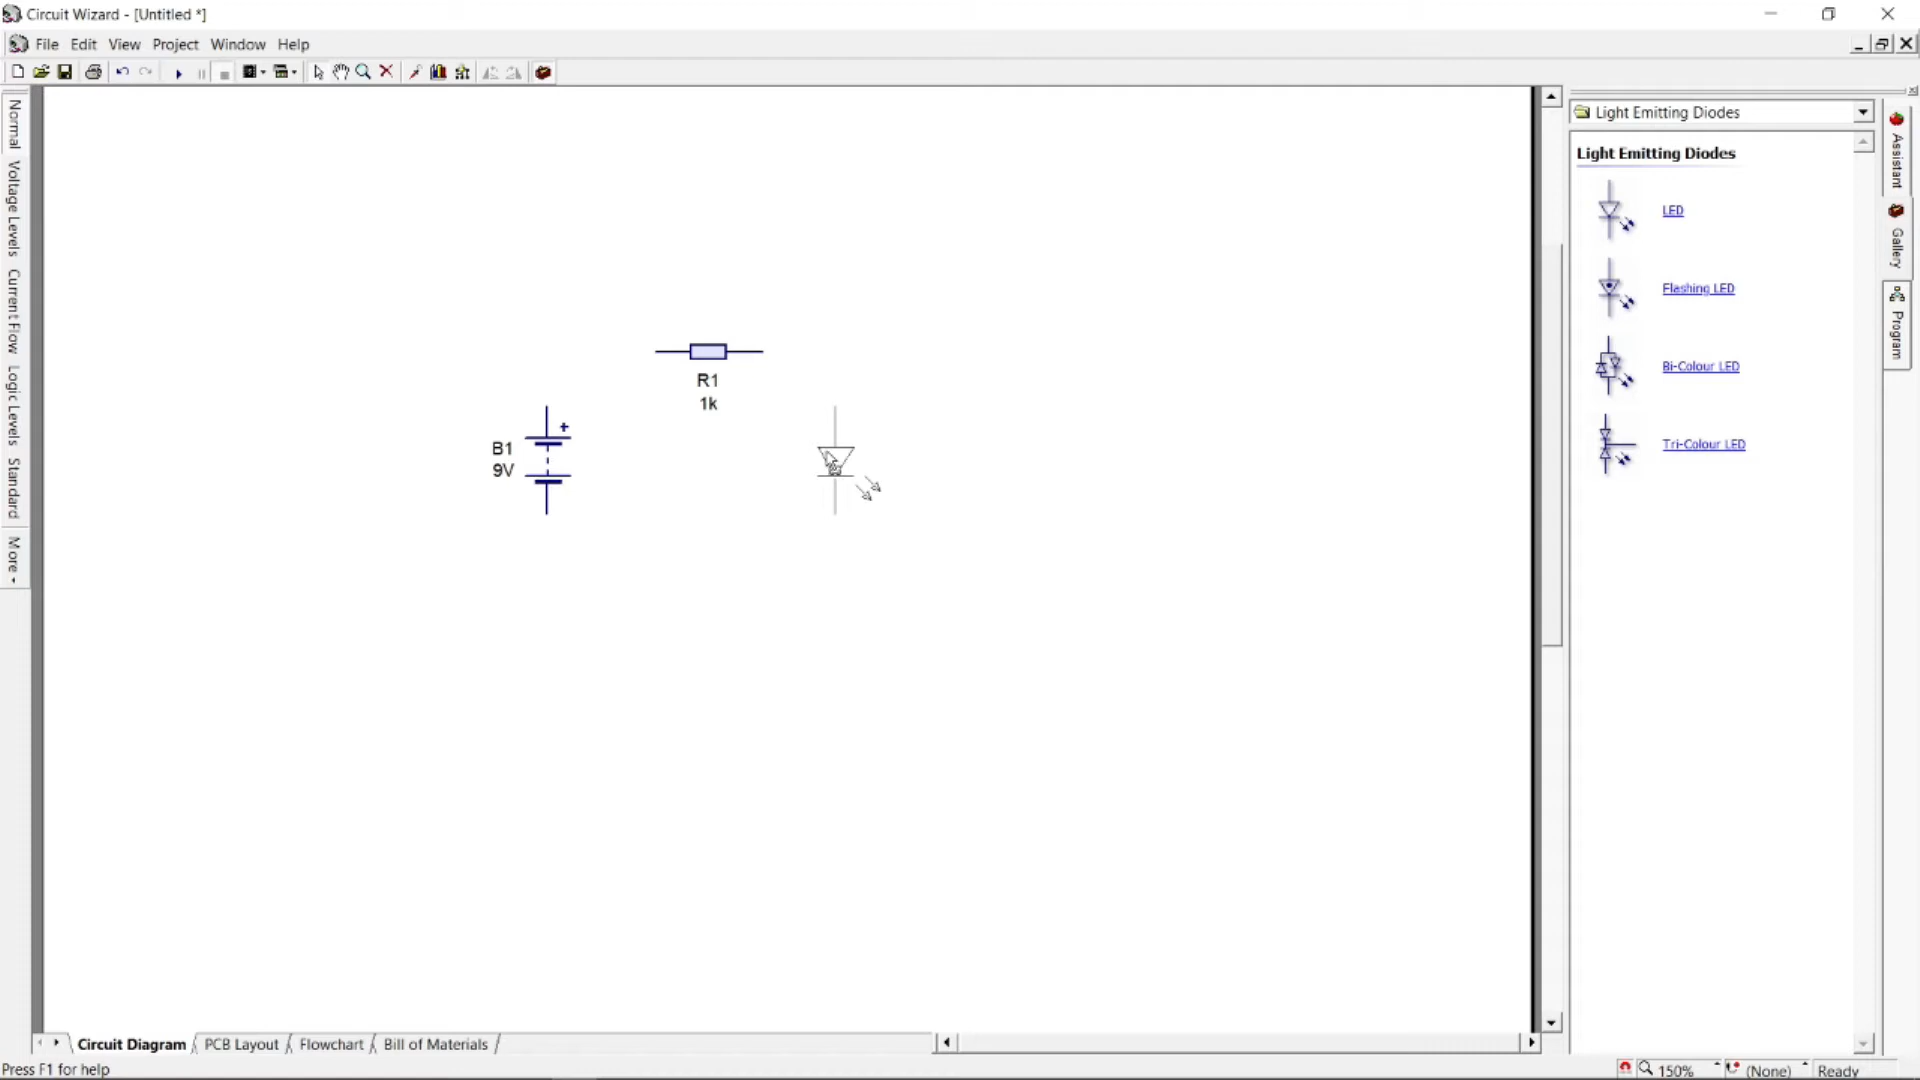 Circuit Wizard - [Untitled *]
File Edit View Project Window Help
Normal
Voltage Levels
Current Flow
Logic Levels
Standard
More
Light Emitting Diodes
Light Emitting Diodes
LED
Flashing LED
Bi-Colour LED
Tri-Colour LED
Assistant
Gallery
Program
R1
1k
B1
9V
+
Circuit Diagram PCB Layout Flowchart Bill of Materials
Press F1 for help
150% (None) Ready